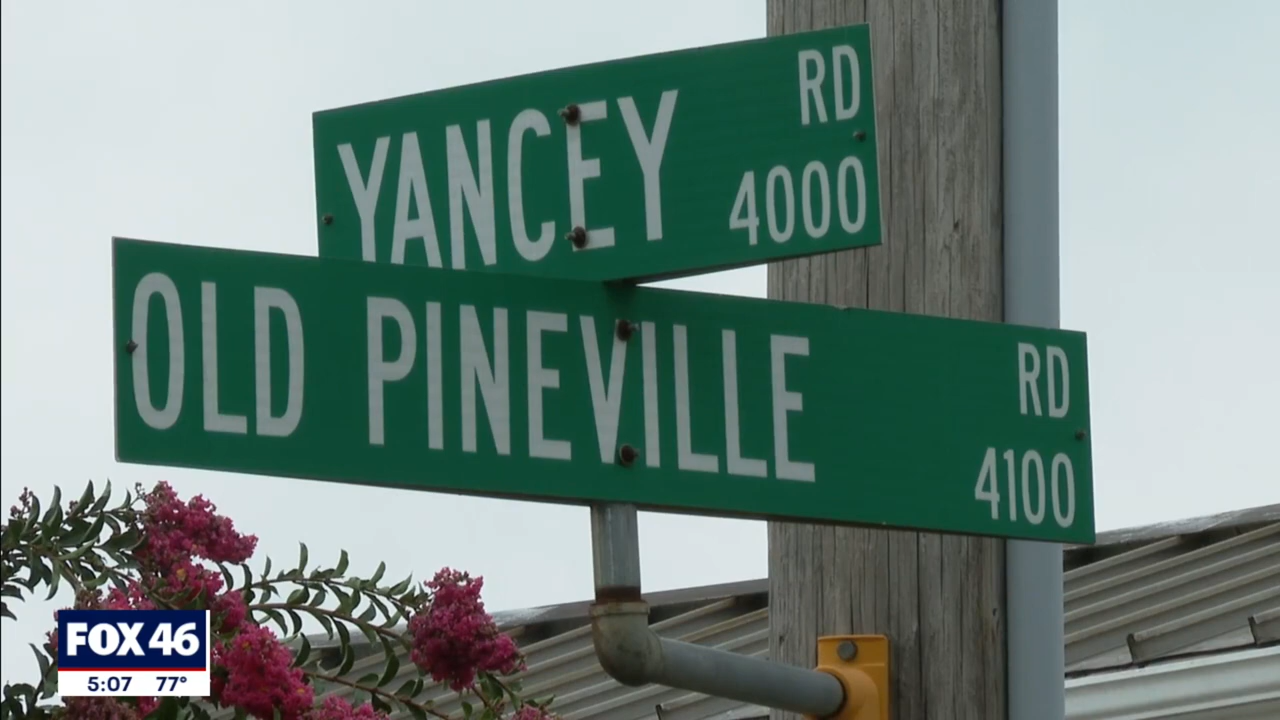 YANCEY RD
4000
OLD PINEVILLE RD
4100
FOX 46
5:07 77°